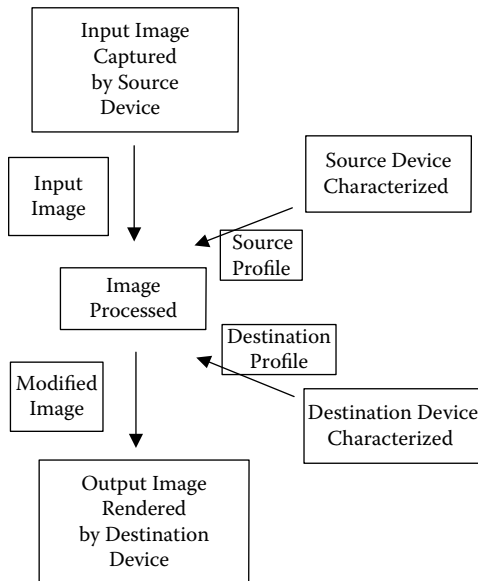 Input Image
Captured
by Source
Device
Input
Image
Source Device
Characterized
Source
Profile
Image
Processed
Destination
Profile
Modified
Image
Destination Device
Characterized
Output Image
Rendered
by Destination
Device